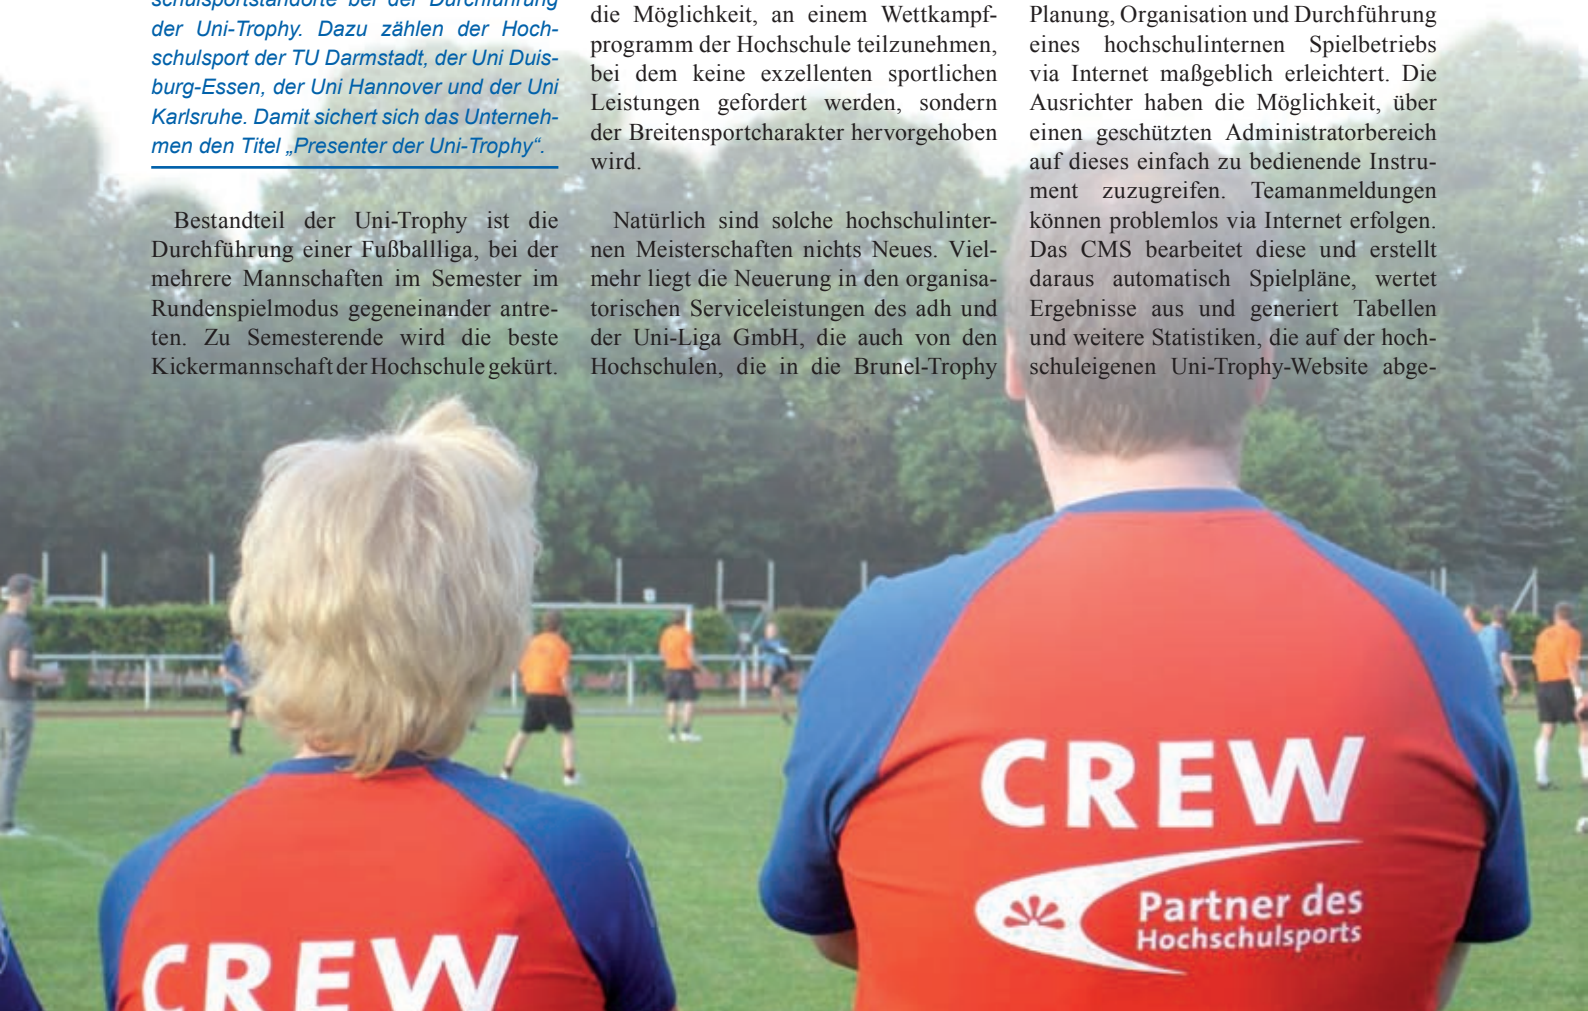 schulsportstandorte bei der Durchführung
der Uni-Trophy. Dazu zählen der Hoch-
schulsport der TU Darmstadt, der Uni Duis-
burg-Essen, der Uni Hannover und der Uni
Karlsruhe. Damit sichert sich das Unterneh-
men den Titel „Presenter der Uni-Trophy“.
Bestandteil der Uni-Trophy ist die
Durchführung einer Fußballliga, bei der
mehrere Mannschaften im Semester im
Rundenspielmodus gegeneinander antre-
ten. Zu Semesterende wird die beste
Kickermannschaft der Hochschule gekürt.
die Möglichkeit, an einem Wettkampf-
programm der Hochschule teilzunehmen,
bei dem keine exzellenten sportlichen
Leistungen gefordert werden, sondern
der Breitensportcharakter hervorgehoben
wird.
Natürlich sind solche hochschulinter-
nen Meisterschaften nichts Neues. Viel-
mehr liegt die Neuerung in den organisa-
torischen Serviceleistungen des adh und
der Uni-Liga GmbH, die auch von den
Hochschulen, die in die Brunel-Trophy
Planung, Organisation und Durchführung
eines hochschulinternen Spielbetriebs
via Internet maßgeblich erleichtert. Die
Ausrichter haben die Möglichkeit, über
einen geschützten Administratorbereich
auf dieses einfach zu bedienende Instru-
ment zuzugreifen. Teamanmeldungen
können problemlos via Internet erfolgen.
Das CMS bearbeitet diese und erstellt
daraus automatisch Spielpläne, wertet
Ergebnisse aus und generiert Tabellen
und weitere Statistiken, die auf der hoch-
schuleigenen Uni-Trophy-Website abge-
CREW
Partner des
Hochschulsports
CREW